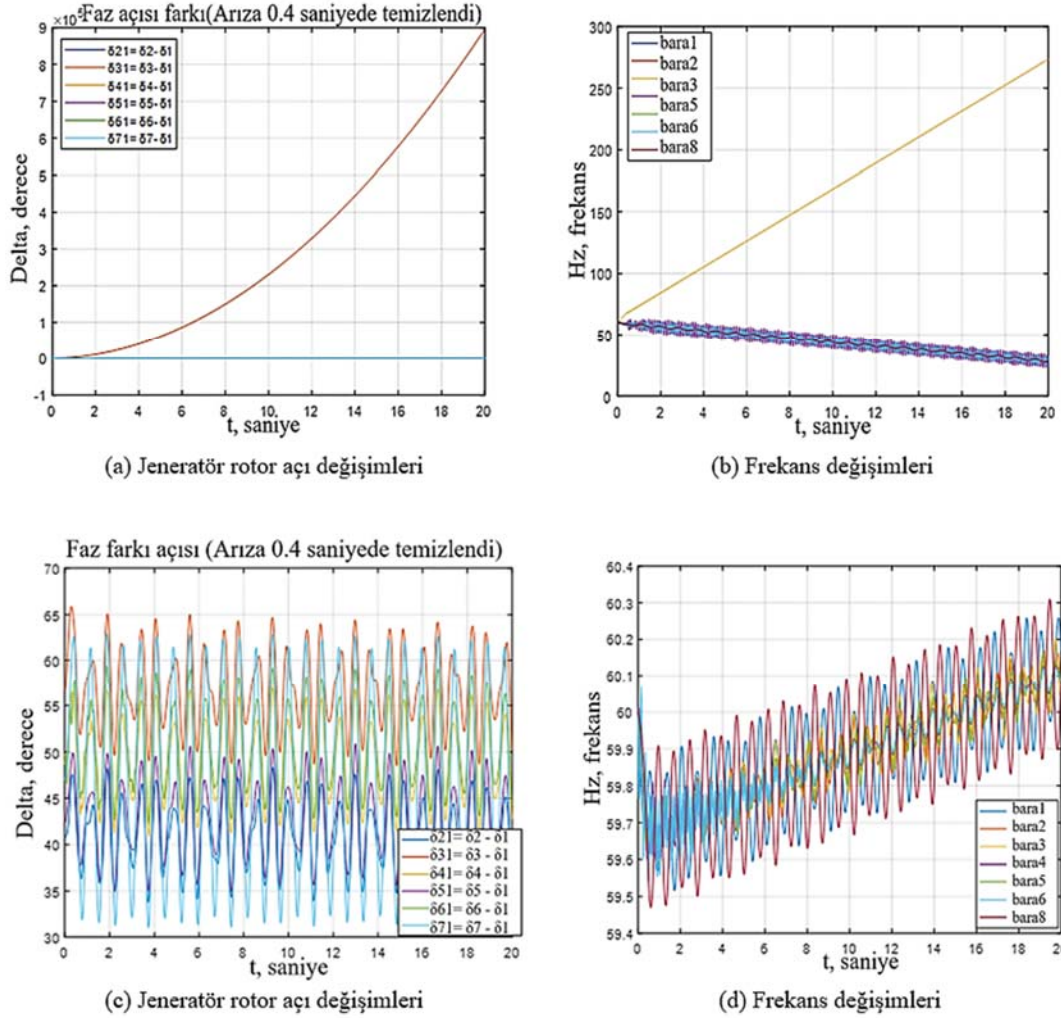 ×10⁵
Faz açısı farkı(Arıza 0.4 saniyede temizlendi)
9
8
7
6
5
4
3
2
1
0
-1
δ21= δ2- δ1
δ31= δ3- δ1
δ41= δ4- δ1
δ51= δ5- δ1
δ61= δ6- δ1
δ71= δ7- δ1
Delta, derece
0 2 4 6 8 10 12 14 16 18 20
t, saniye
(a) Jeneratör rotor açı değişimleri
300
250
200
150
100
50
0
bara1
bara2
bara3
bara5
bara6
bara8
Hz, frekans
0 2 4 6 8 10 12 14 16 18 20
t, saniye
(b) Frekans değişimleri
Faz farkı açısı (Arıza 0.4 saniyede temizlendi)
70
65
60
55
50
45
40
35
30
Delta, derece
δ21= δ2 - δ1
δ31= δ3 - δ1
δ41= δ4 - δ1
δ51= δ5 - δ1
δ61= δ6 - δ1
δ71= δ7 - δ1
0 2 4 6 8 10 12 14 16 18 20
t, saniye
(c) Jeneratör rotor açı değişimleri
60.4
60.3
60.2
60.1
60
59.9
59.8
59.7
59.6
59.5
59.4
Hz, frekans
bara1
bara2
bara3
bara4
bara5
bara6
bara8
0 2 4 6 8 10 12 14 16 18 20
t, saniye
(d) Frekans değişimleri